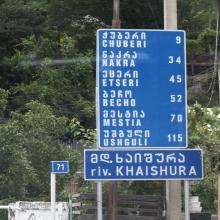 ჭუბერი 9
CHUBERI
ნაკრა 34
NAKRA
ეცერი 45
ETSERI
ბეჩო 52
BECHO
მესტია 70
MESTIA
უშგული 115
USHGULI
71
მდ.ხაიშურა
riv. KHAISHURA